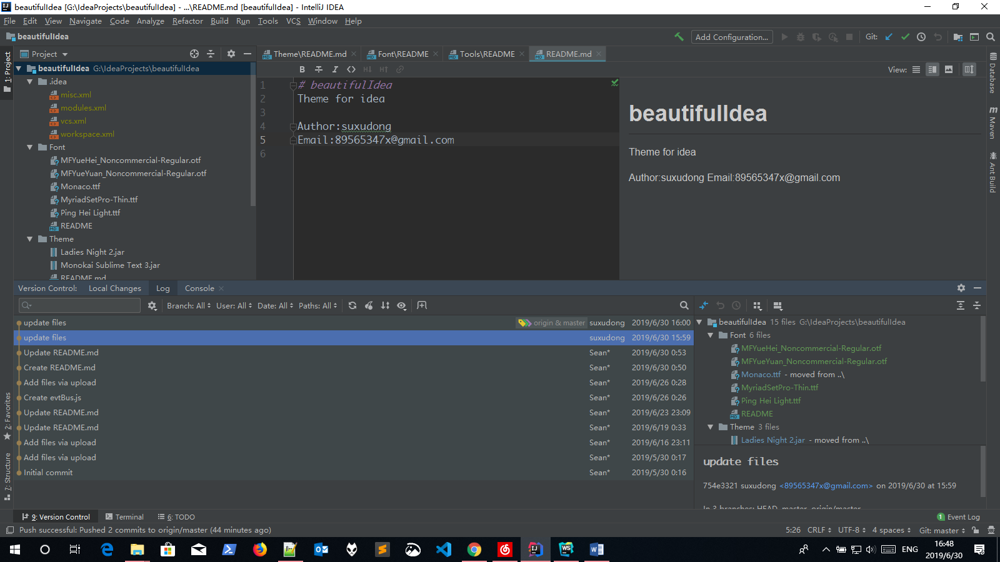 beautifulIdea [G:\IdeaProjects\beautifulIdea] - ...\README.md [beautifulIdea] - IntelliJ IDEA
File Edit View Navigate Code Analyze Refactor Build Run Tools VCS Window Help
beautifulIdea
Add Configuration...
Git:
1: Project
Project
beautifulIdea G:\IdeaProjects\beautifulIdea
.idea
misc.xml
modules.xml
vcs.xml
workspace.xml
Font
MFYueHei_Noncommercial-Regular.otf
MFYueYuan_Noncommercial-Regular.otf
Monaco.ttf
MyriadSetPro-Thin.ttf
Ping Hei Light.ttf
README
Theme
Ladies Night 2.jar
Monokai Sublime Text 3.jar
README.md
Theme\README.md Font\README Tools\README README.md
View:
1 # beautifulIdea
2 Theme for idea
3
4 Author:suxudong
5 Email:89565347x@gmail.com
6
beautifulIdea
Theme for idea
Author:suxudong Email:89565347x@gmail.com
Database
Maven
Ant Build
Version Control: Local Changes Log Console
Branch: All User: All Date: All Paths: All
update files origin & master suxudong 2019/6/30 16:00
update files suxudong 2019/6/30 15:59
Update README.md Sean* 2019/6/30 0:53
Create README.md Sean* 2019/6/30 0:50
Add files via upload Sean* 2019/6/26 0:28
Create evtBus.js Sean* 2019/6/26 0:26
Update README.md Sean* 2019/6/23 23:09
Update README.md Sean* 2019/6/19 0:33
Add files via upload Sean* 2019/6/16 23:11
Add files via upload Sean* 2019/5/30 0:17
Initial commit Sean* 2019/5/30 0:16
beautifulIdea 15 files G:\IdeaProjects\beautifulIdea
Font 6 files
MFYueHei_Noncommercial-Regular.otf
MFYueYuan_Noncommercial-Regular.otf
Monaco.ttf - moved from ..\
MyriadSetPro-Thin.ttf
Ping Hei Light.ttf
README
Theme 3 files
Ladies Night 2.jar - moved from ..\
update files
754e3321 suxudong <89565347x@gmail.com> on 2019/6/30 at 15:59
In 3 branches: HEAD, master, origin/master
2: Favorites
7: Structure
9: Version Control Terminal 6: TODO
1 Event Log
Push successful: Pushed 2 commits to origin/master (44 minutes ago)
5:26 CRLF UTF-8 4 spaces Git: master
ENG
16:48
2019/6/30